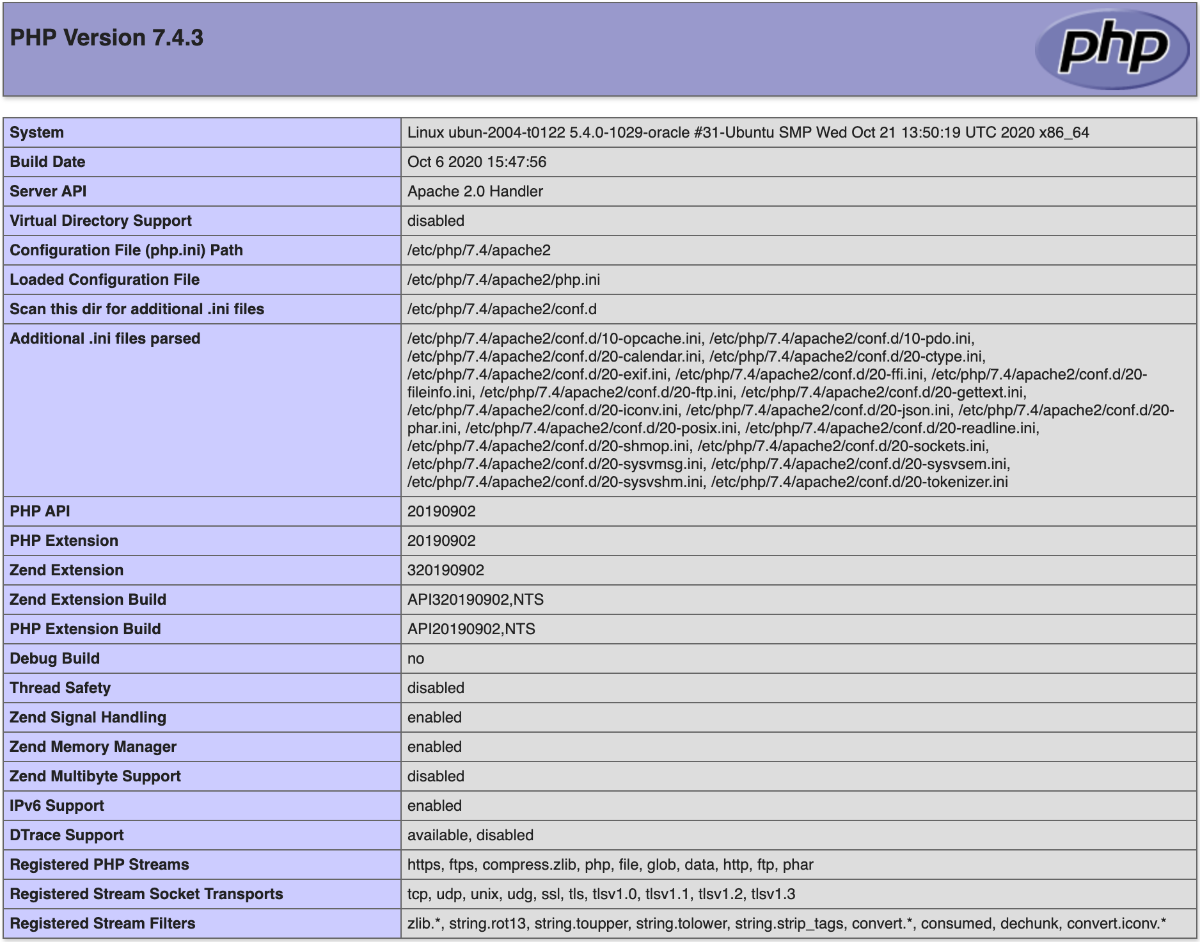 PHP Version 7.4.3
php
System Linux ubun-2004-t0122 5.4.0-1029-oracle #31-Ubuntu SMP Wed Oct 21 13:50:19 UTC 2020 x86_64
Build Date Oct 6 2020 15:47:56
Server API Apache 2.0 Handler
Virtual Directory Support disabled
Configuration File (php.ini) Path /etc/php/7.4/apache2
Loaded Configuration File /etc/php/7.4/apache2/php.ini
Scan this dir for additional .ini files /etc/php/7.4/apache2/conf.d
Additional .ini files parsed /etc/php/7.4/apache2/conf.d/10-opcache.ini, /etc/php/7.4/apache2/conf.d/10-pdo.ini,
/etc/php/7.4/apache2/conf.d/20-calendar.ini, /etc/php/7.4/apache2/conf.d/20-ctype.ini,
/etc/php/7.4/apache2/conf.d/20-exif.ini, /etc/php/7.4/apache2/conf.d/20-ffi.ini, /etc/php/7.4/apache2/conf.d/20-
fileinfo.ini, /etc/php/7.4/apache2/conf.d/20-ftp.ini, /etc/php/7.4/apache2/conf.d/20-gettext.ini,
/etc/php/7.4/apache2/conf.d/20-iconv.ini, /etc/php/7.4/apache2/conf.d/20-json.ini, /etc/php/7.4/apache2/conf.d/20-
phar.ini, /etc/php/7.4/apache2/conf.d/20-posix.ini, /etc/php/7.4/apache2/conf.d/20-readline.ini,
/etc/php/7.4/apache2/conf.d/20-shmop.ini, /etc/php/7.4/apache2/conf.d/20-sockets.ini,
/etc/php/7.4/apache2/conf.d/20-sysvmsg.ini, /etc/php/7.4/apache2/conf.d/20-sysvsem.ini,
/etc/php/7.4/apache2/conf.d/20-sysvshm.ini, /etc/php/7.4/apache2/conf.d/20-tokenizer.ini
PHP API 20190902
PHP Extension 20190902
Zend Extension 320190902
Zend Extension Build API320190902,NTS
PHP Extension Build API20190902,NTS
Debug Build no
Thread Safety disabled
Zend Signal Handling enabled
Zend Memory Manager enabled
Zend Multibyte Support disabled
IPv6 Support enabled
DTrace Support available, disabled
Registered PHP Streams https, ftps, compress.zlib, php, file, glob, data, http, ftp, phar
Registered Stream Socket Transports tcp, udp, unix, udg, ssl, tls, tlsv1.0, tlsv1.1, tlsv1.2, tlsv1.3
Registered Stream Filters zlib.*, string.rot13, string.toupper, string.tolower, string.strip_tags, convert.*, consumed, dechunk, convert.iconv.*